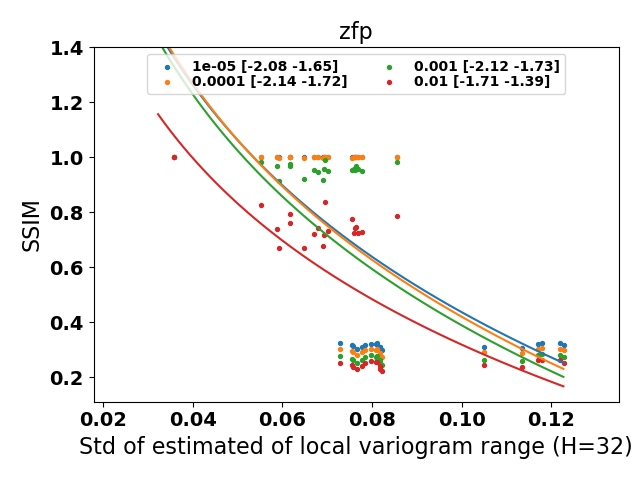 zfp
1.4
1e-05 [-2.08 -1.65]
0.001 [-2.12 -1.73]
0.0001 [-2.14 -1.72]
0.01 [-1.71 -1.39]
1.2
1.0
0.8
0.6
0.4
0.2
SSIM
0.02 0.04 0.06 0.08 0.10 0.12
Std of estimated of local variogram range (H=32)